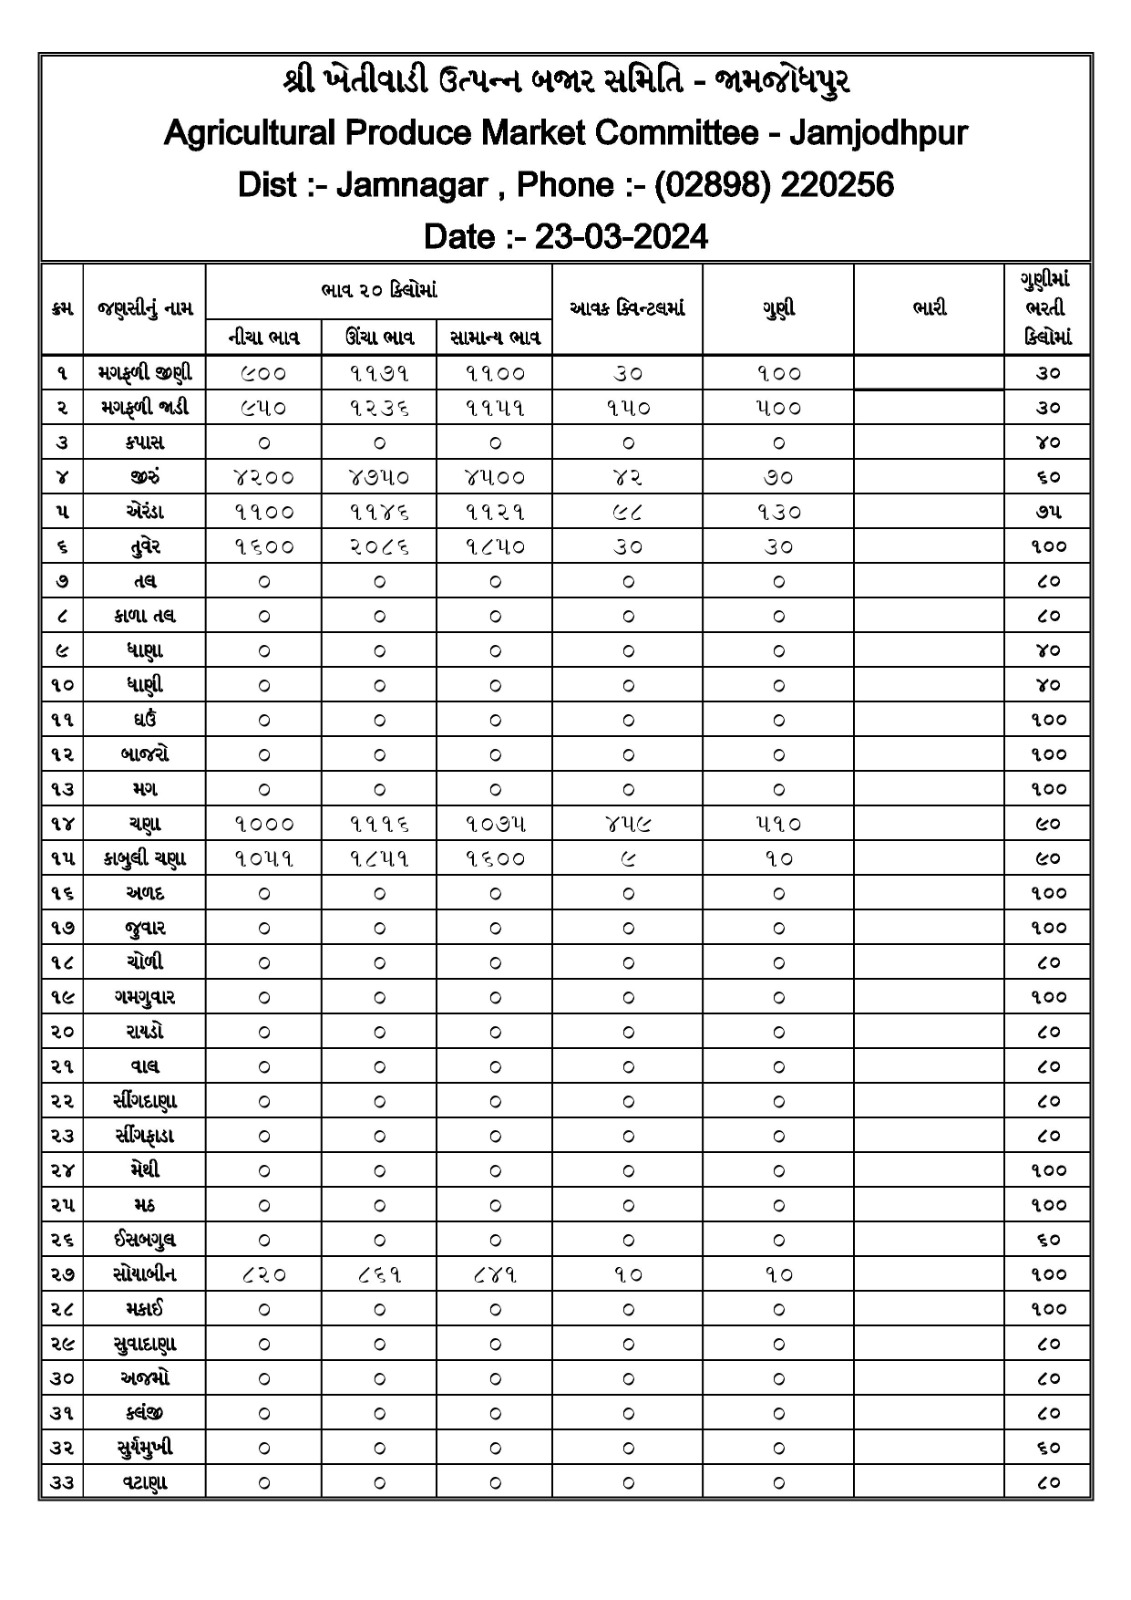 શ્રી ખેતીવાડી ઉત્પન્ન બજાર સમિતિ - જામજોધપુર
Agricultural Produce Market Committee - Jamjodhpur
Dist :- Jamnagar , Phone :- (02898) 220256
Date :- 23-03-2024
ક્રમ જણસીનું નામ ભાવ ૨૦ કિલોમાં આવક ક્વિન્ટલમાં ગુણી ભારી ગુણીમાં ભરતી કિલોમાં
નીચા ભાવ ઊંચા ભાવ સામાન્ય ભાવ
૧ મગફળી જીણી ૯૦૦ ૧૧૭૧ ૧૧૦૦ ૩૦ ૧૦૦ ૩૦
૨ મગફળી જાડી ૯૫૦ ૧૨૩૬ ૧૧૫૧ ૧૫૦ ૫૦૦ ૩૦
૩ કપાસ ૦ ૦ ૦ ૦ ૦ ૪૦
૪ જીરું ૪૨૦૦ ૪૭૫૦ ૪૫૦૦ ૪૨ ૭૦ ૬૦
૫ એરંડા ૧૧૦૦ ૧૧૪૬ ૧૧૨૧ ૯૮ ૧૩૦ ૭૫
૬ તુવેર ૧૬૦૦ ૨૦૮૬ ૧૮૫૦ ૩૦ ૩૦ ૧૦૦
૭ તલ ૦ ૦ ૦ ૦ ૦ ૮૦
૮ કાળા તલ ૦ ૦ ૦ ૦ ૦ ૮૦
૯ ધાણા ૦ ૦ ૦ ૦ ૦ ૪૦
૧૦ ધાણી ૦ ૦ ૦ ૦ ૦ ૪૦
૧૧ ઘઉં ૦ ૦ ૦ ૦ ૦ ૧૦૦
૧૨ બાજરો ૦ ૦ ૦ ૦ ૦ ૧૦૦
૧૩ મગ ૦ ૦ ૦ ૦ ૦ ૧૦૦
૧૪ ચણા ૧૦૦૦ ૧૧૧૬ ૧૦૭૫ ૪૫૯ ૫૧૦ ૯૦
૧૫ કાબુલી ચણા ૧૦૫૧ ૧૮૫૧ ૧૬૦૦ ૯ ૧૦ ૯૦
૧૬ અળદ ૦ ૦ ૦ ૦ ૦ ૧૦૦
૧૭ જુવાર ૦ ૦ ૦ ૦ ૦ ૧૦૦
૧૮ ચોળી ૦ ૦ ૦ ૦ ૦ ૮૦
૧૯ ગમગુવાર ૦ ૦ ૦ ૦ ૦ ૧૦૦
૨૦ રાયડો ૦ ૦ ૦ ૦ ૦ ૮૦
૨૧ વાલ ૦ ૦ ૦ ૦ ૦ ૮૦
૨૨ સીંગદાણા ૦ ૦ ૦ ૦ ૦ ૮૦
૨૩ સીંગફાડા ૦ ૦ ૦ ૦ ૦ ૮૦
૨૪ મેથી ૦ ૦ ૦ ૦ ૦ ૧૦૦
૨૫ મઠ ૦ ૦ ૦ ૦ ૦ ૧૦૦
૨૬ ઈસબગુલ ૦ ૦ ૦ ૦ ૦ ૬૦
૨૭ સોયાબીન ૮૨૦ ૮૬૧ ૮૪૧ ૧૦ ૧૦ ૧૦૦
૨૮ મકાઈ ૦ ૦ ૦ ૦ ૦ ૧૦૦
૨૯ સુવાદાણા ૦ ૦ ૦ ૦ ૦ ૮૦
૩૦ અજમો ૦ ૦ ૦ ૦ ૦ ૮૦
૩૧ કલંજી ૦ ૦ ૦ ૦ ૦ ૮૦
૩૨ સુર્યમુખી ૦ ૦ ૦ ૦ ૦ ૬૦
૩૩ વટાણા ૦ ૦ ૦ ૦ ૦ ૮૦